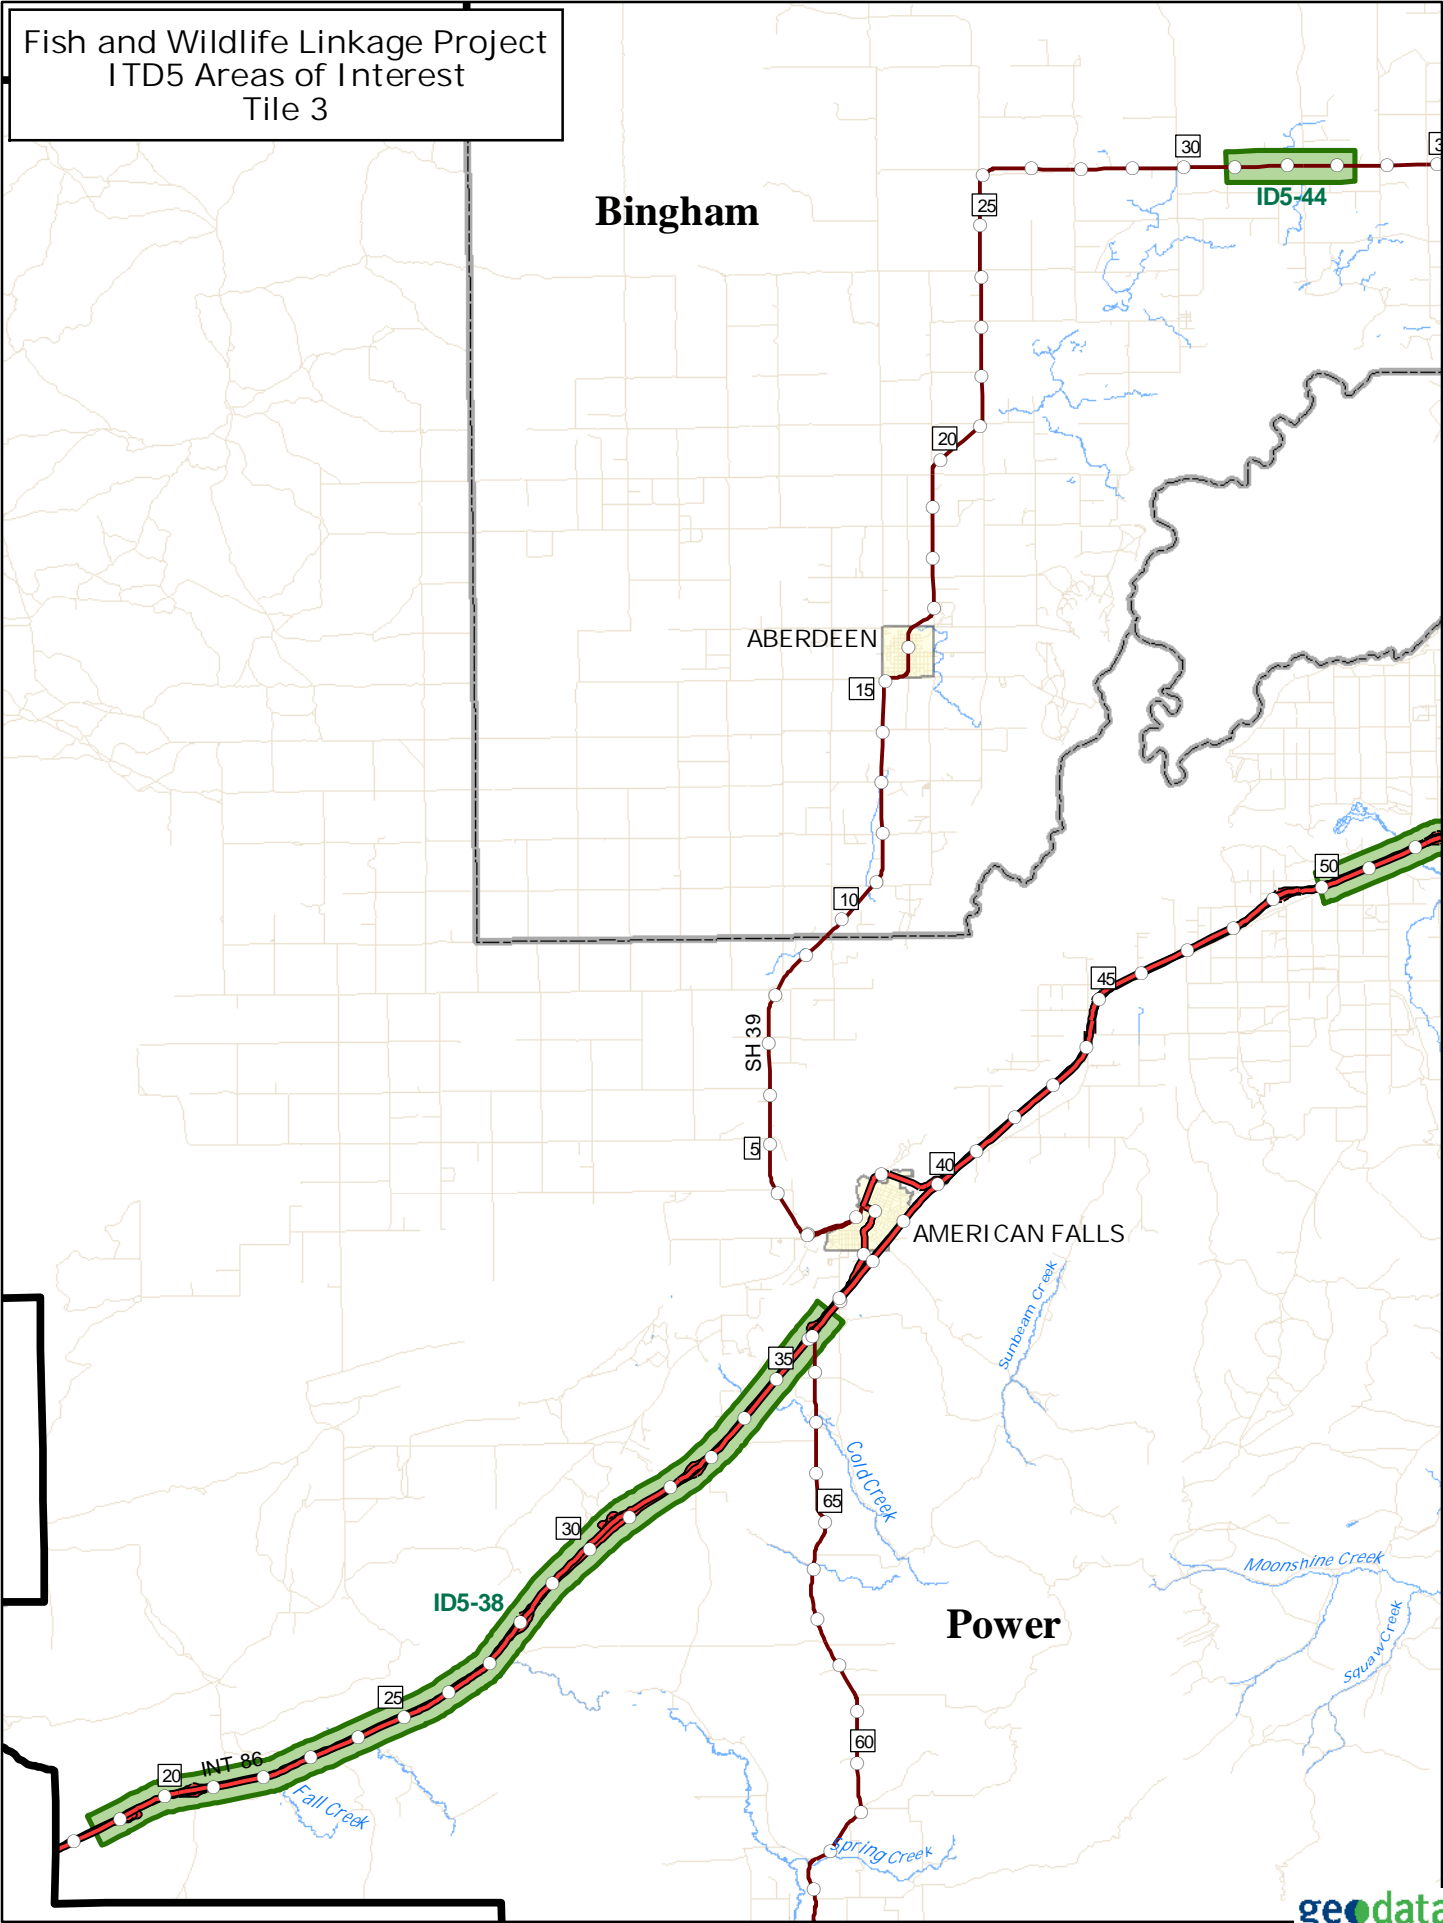 Fish and Wildlife Linkage Project
ITD5 Areas of Interest
Tile 3
30
3
ID5-44
25
Bingham
20
ABERDEEN
15
50
10
45
SH 39
5
40
AMERICAN FALLS
Sunbeam Creek
35
Cold Creek
65
30
Moonshine Creek
ID5-38
Power
Squaw Creek
25
60
INT 86
20
Fall Creek
Spring Creek
geodata